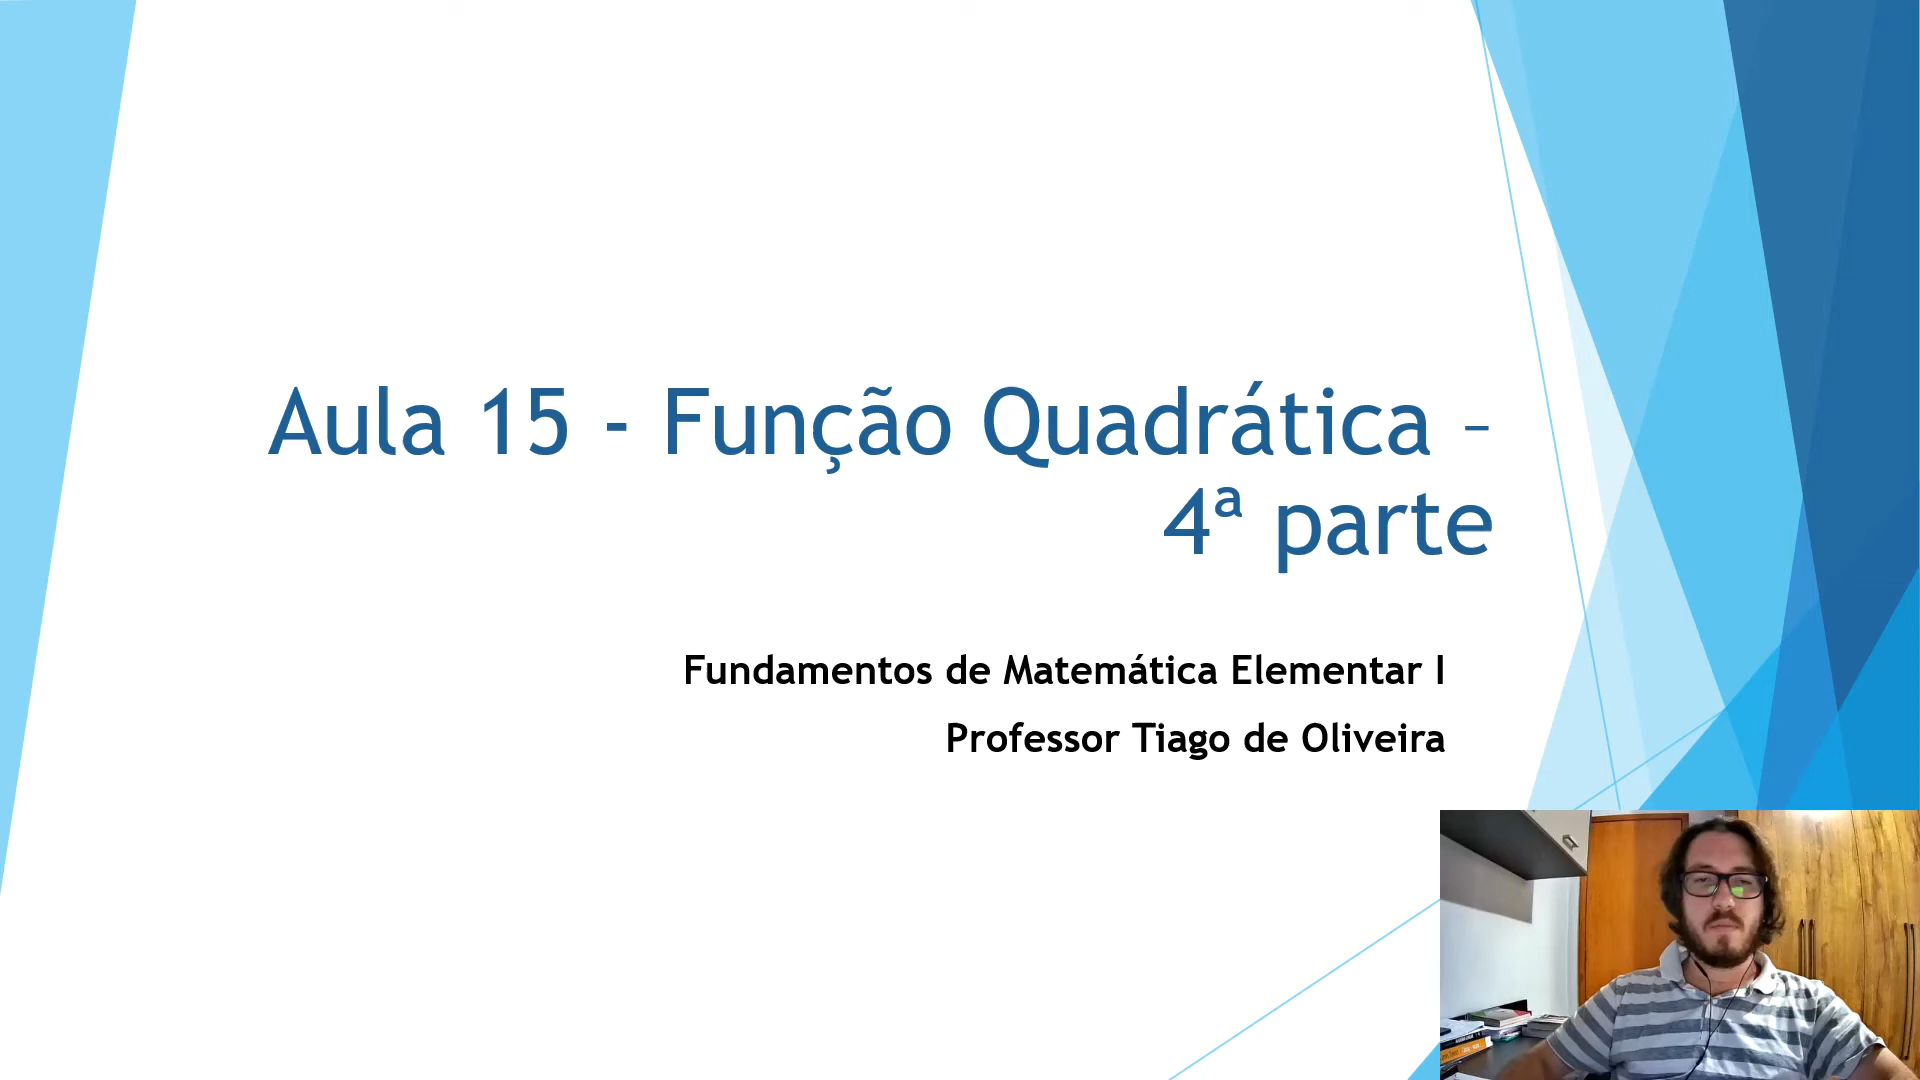 Aula 15 - Função Quadrática –
4ª parte
Fundamentos de Matemática Elementar I
Professor Tiago de Oliveira